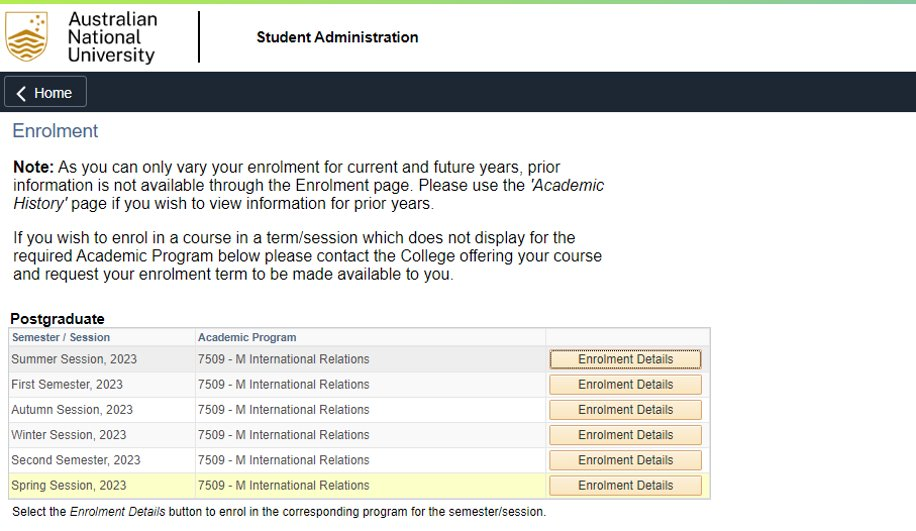 Australian
National
University
Student Administration
Home
Enrolment
Note: As you can only vary your enrolment for current and future years, prior
information is not available through the Enrolment page. Please use the 'Academic
History' page if you wish to view information for prior years.
If you wish to enrol in a course in a term/session which does not display for the
required Academic Program below please contact the College offering your course
and request your enrolment term to be made available to you.
Postgraduate
Semester / Session Academic Program
Summer Session, 2023 7509 - M International Relations Enrolment Details
First Semester, 2023 7509 - M International Relations Enrolment Details
Autumn Session, 2023 7509 - M International Relations Enrolment Details
Winter Session, 2023 7509 - M International Relations Enrolment Details
Second Semester, 2023 7509 - M International Relations Enrolment Details
Spring Session, 2023 7509 - M International Relations Enrolment Details
Select the Enrolment Details button to enrol in the corresponding program for the semester/session.